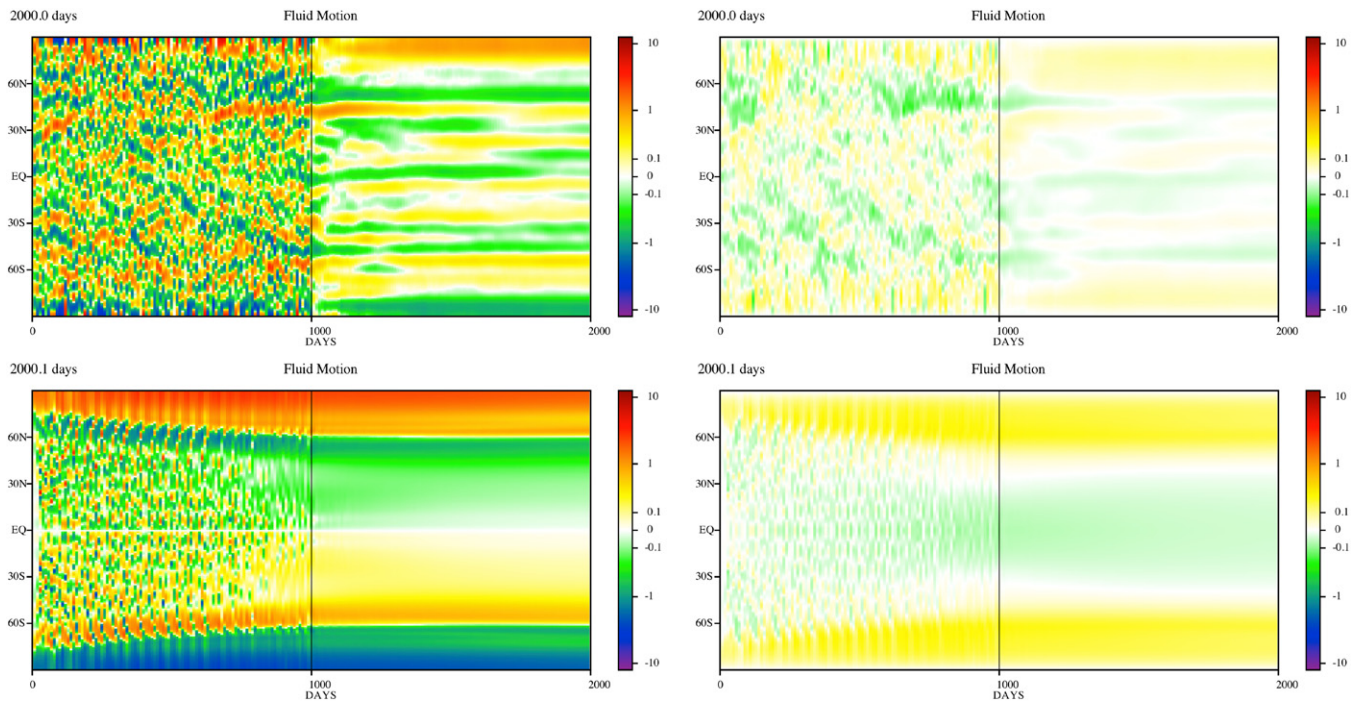 2000.0 days Fluid Motion
10
1
0.1
0
-0.1
-1
-10
60N
30N
EQ
30S
60S
0 1000 2000
DAYS
2000.0 days Fluid Motion
10
1
0.1
0
-0.1
-1
-10
60N
30N
EQ
30S
60S
0 1000 2000
DAYS
2000.1 days Fluid Motion
10
1
0.1
0
-0.1
-1
-10
60N
30N
EQ
30S
60S
0 1000 2000
DAYS
2000.1 days Fluid Motion
10
1
0.1
0
-0.1
-1
-10
60N
30N
EQ
30S
60S
0 1000 2000
DAYS